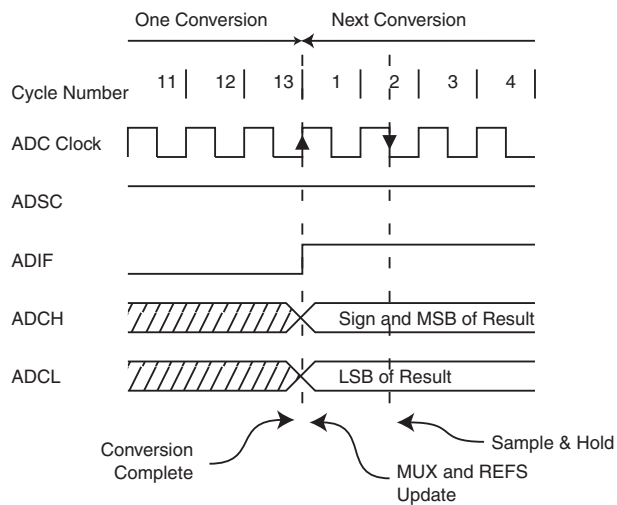 One Conversion Next Conversion
Cycle Number 11 12 13 1 2 3 4
ADC Clock
ADSC
ADIF
ADCH Sign and MSB of Result
ADCL LSB of Result
Conversion
Complete
MUX and REFS
Update
Sample & Hold